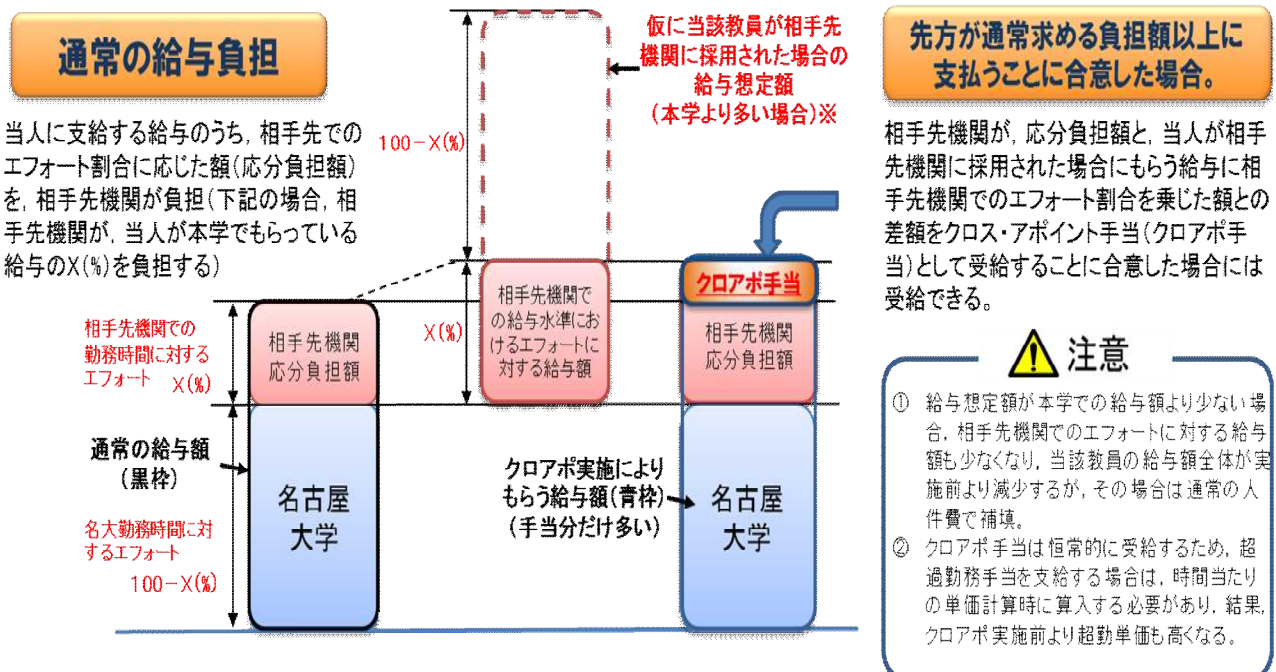 通常の給与負担
当人に支給する給与のうち, 相手先での
エフォート割合に応じた額(応分負担額)
を, 相手先機関が負担(下記の場合, 相
手先機関が, 当人が本学でもらっている
給与のX(%)を負担する)
相手先機関での
勤務時間に対する
エフォート X(%)
通常の給与額
(黒枠)
名大勤務時間に対
するエフォート
100-X(%)
相手先機関
応分負担額
名古屋
大学
100-X(%)
X(%)
仮に当該教員が相手先
機関に採用された場合の
給与想定額
(本学より多い場合)※
相手先機関で
の給与水準にお
けるエフォートに
対する給与額
クロアポ実施により
もらう給与額(青枠)
(手当分だけ多い)
クロアポ手当
相手先機関
応分負担額
名古屋
大学
先方が通常求める負担額以上に
支払うことに合意した場合。
相手先機関が, 応分負担額と, 当人が相手
先機関に採用された場合にもらう給与に相
手先機関でのエフォート割合を乗じた額との
差額をクロス・アポイント手当(クロアポ手
当)として受給することに合意した場合には
受給できる。
注意
① 給与想定額が本学での給与額より少ない場
合, 相手先機関でのエフォートに対する給与
額も少なくなり, 当該教員の給与額全体が実
施前より減少するが, その場合は通常の人
件費で補填。
② クロアポ手当は恒常的に受給するため, 超
過勤務手当を支給する場合は, 時間当たり
の単価計算時に算入する必要があり, 結果,
クロアポ実施前より超勤単価も高くなる。